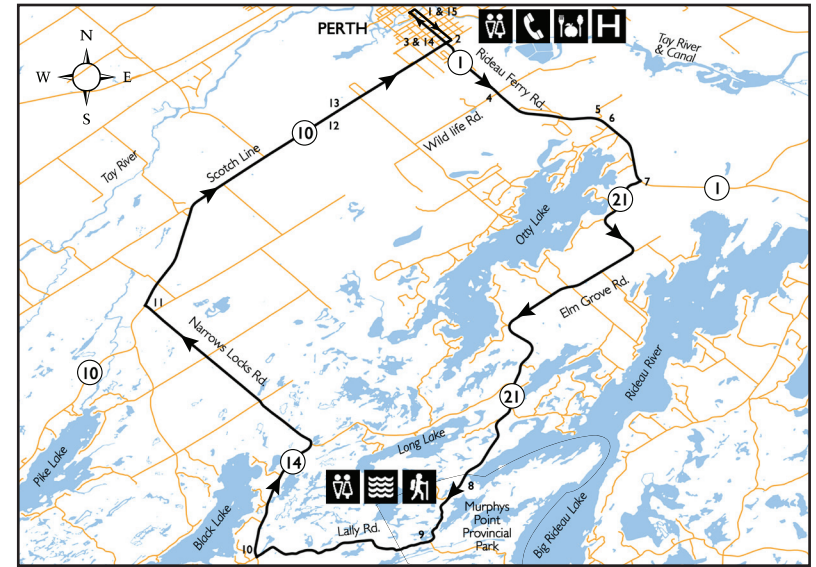 1 & 15
PERTH
3 & 14
2
H
N
W
E
S
1
Rideau Ferry Rd.
Tay River
& Canal
4
5
6
13
12
10
Wild life Rd.
Scotch Line
Tay River
7
1
21
Otty Lake
11
Elm Grove Rd.
Narrows Locks Rd.
10
Rideau River
21
Long Lake
14
Pike Lake
8
Murphys
Point
Provincial
Park
Black Lake
Lally Rd.
9
10
Big Rideau Lake